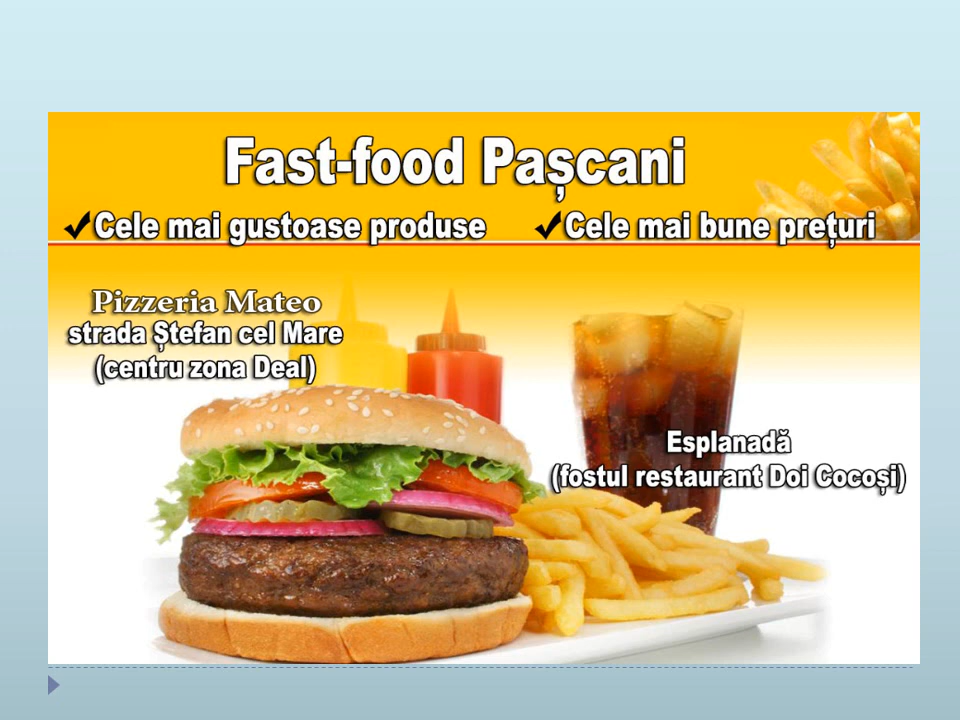 Fast-food Pașcani
✓Cele mai gustoase produse ✓Cele mai bune prețuri
Pizzeria Mateo
strada Ștefan cel Mare
(centru zona Deal)
Esplanadă
(fostul restaurant Doi Cocoși)